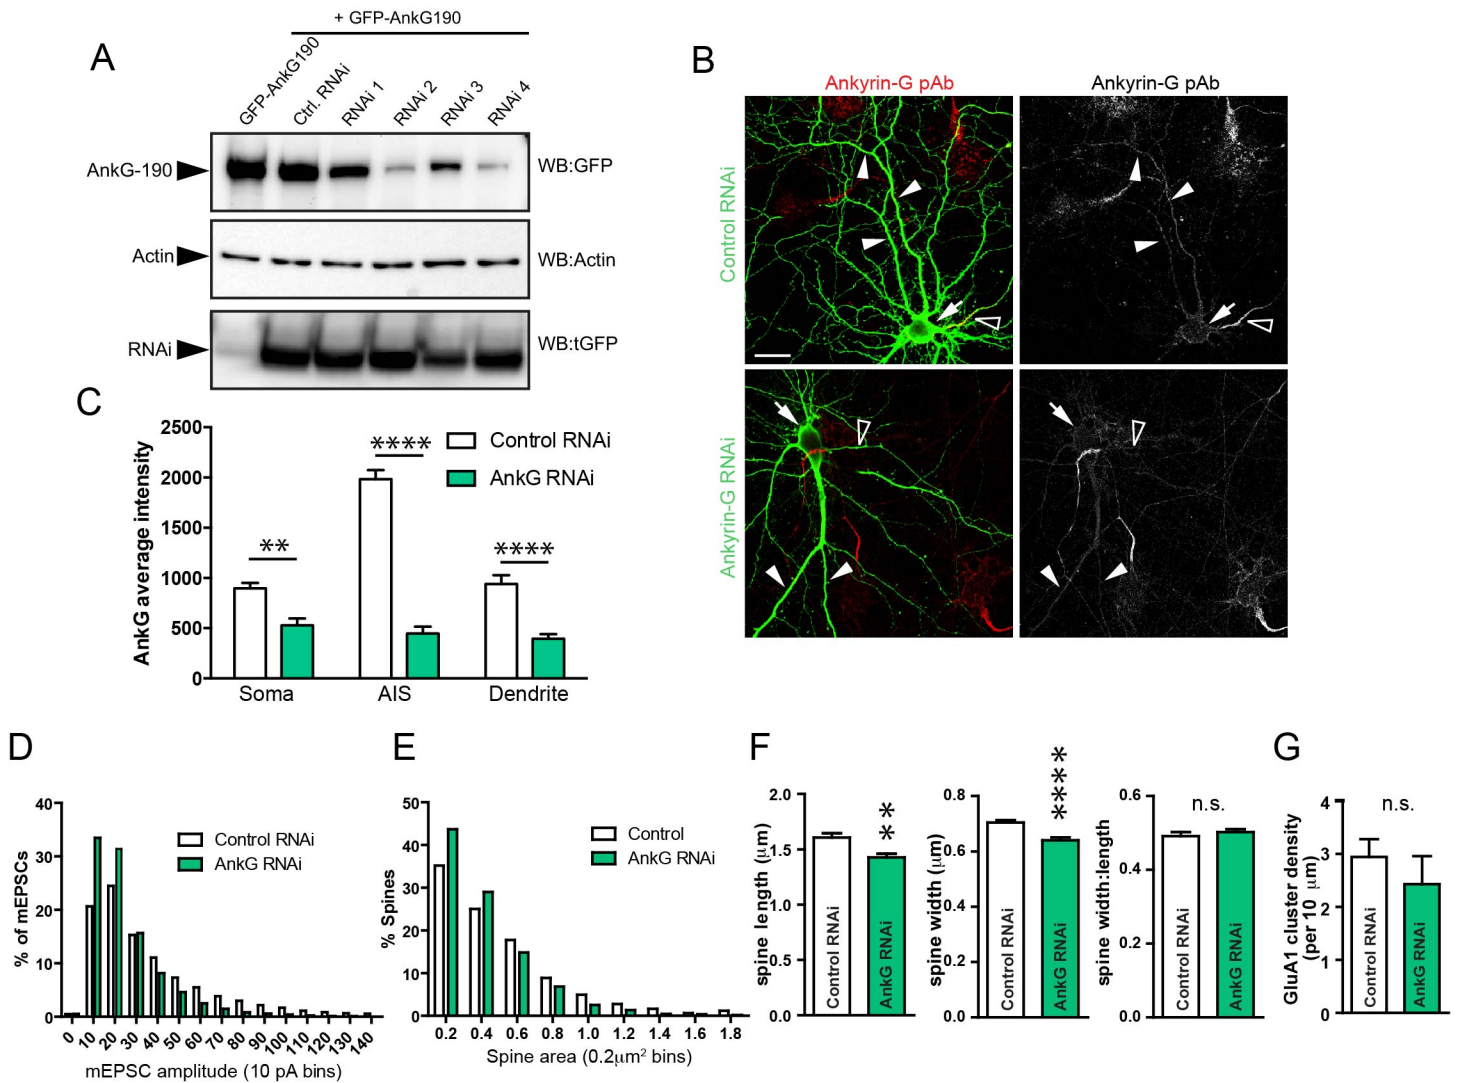 A
+ GFP-AnkG190
GFP-AnkG190
Ctrl. RNAi
RNAi 1
RNAi 2
RNAi 3
RNAi 4
AnkG-190
WB:GFP
Actin
WB:Actin
RNAi
WB:tGFP
B
Ankyrin-G pAb
Ankyrin-G pAb
Control RNAi
Ankyrin-G RNAi
C
AnkG average intensity
2500
2000
1500
1000
500
0
**
****
****
Control RNAi
AnkG RNAi
Soma
AIS
Dendrite
D
% of mEPSCs
40
30
20
10
0
Control RNAi
AnkG RNAi
0 10 20 30 40 50 60 70 80 90 100 110 120 130 140
mEPSC amplitude (10 pA bins)
E
% Spines
50
40
30
20
10
0
Control
AnkG RNAi
0.2 0.4 0.6 0.8 1.0 1.2 1.4 1.6 1.8
Spine area (0.2μm² bins)
F
spine length (μm)
2.0
1.5
1.0
0.5
0.0
**
Control RNAi
AnkG RNAi
spine width (μm)
0.8
0.6
0.4
0.2
0.0
****
Control RNAi
AnkG RNAi
spine width:length
0.6
0.4
0.2
0.0
n.s.
Control RNAi
AnkG RNAi
G
GluA1 cluster density
(per 10 μm)
4
3
2
1
0
n.s.
Control RNAi
AnkG RNAi